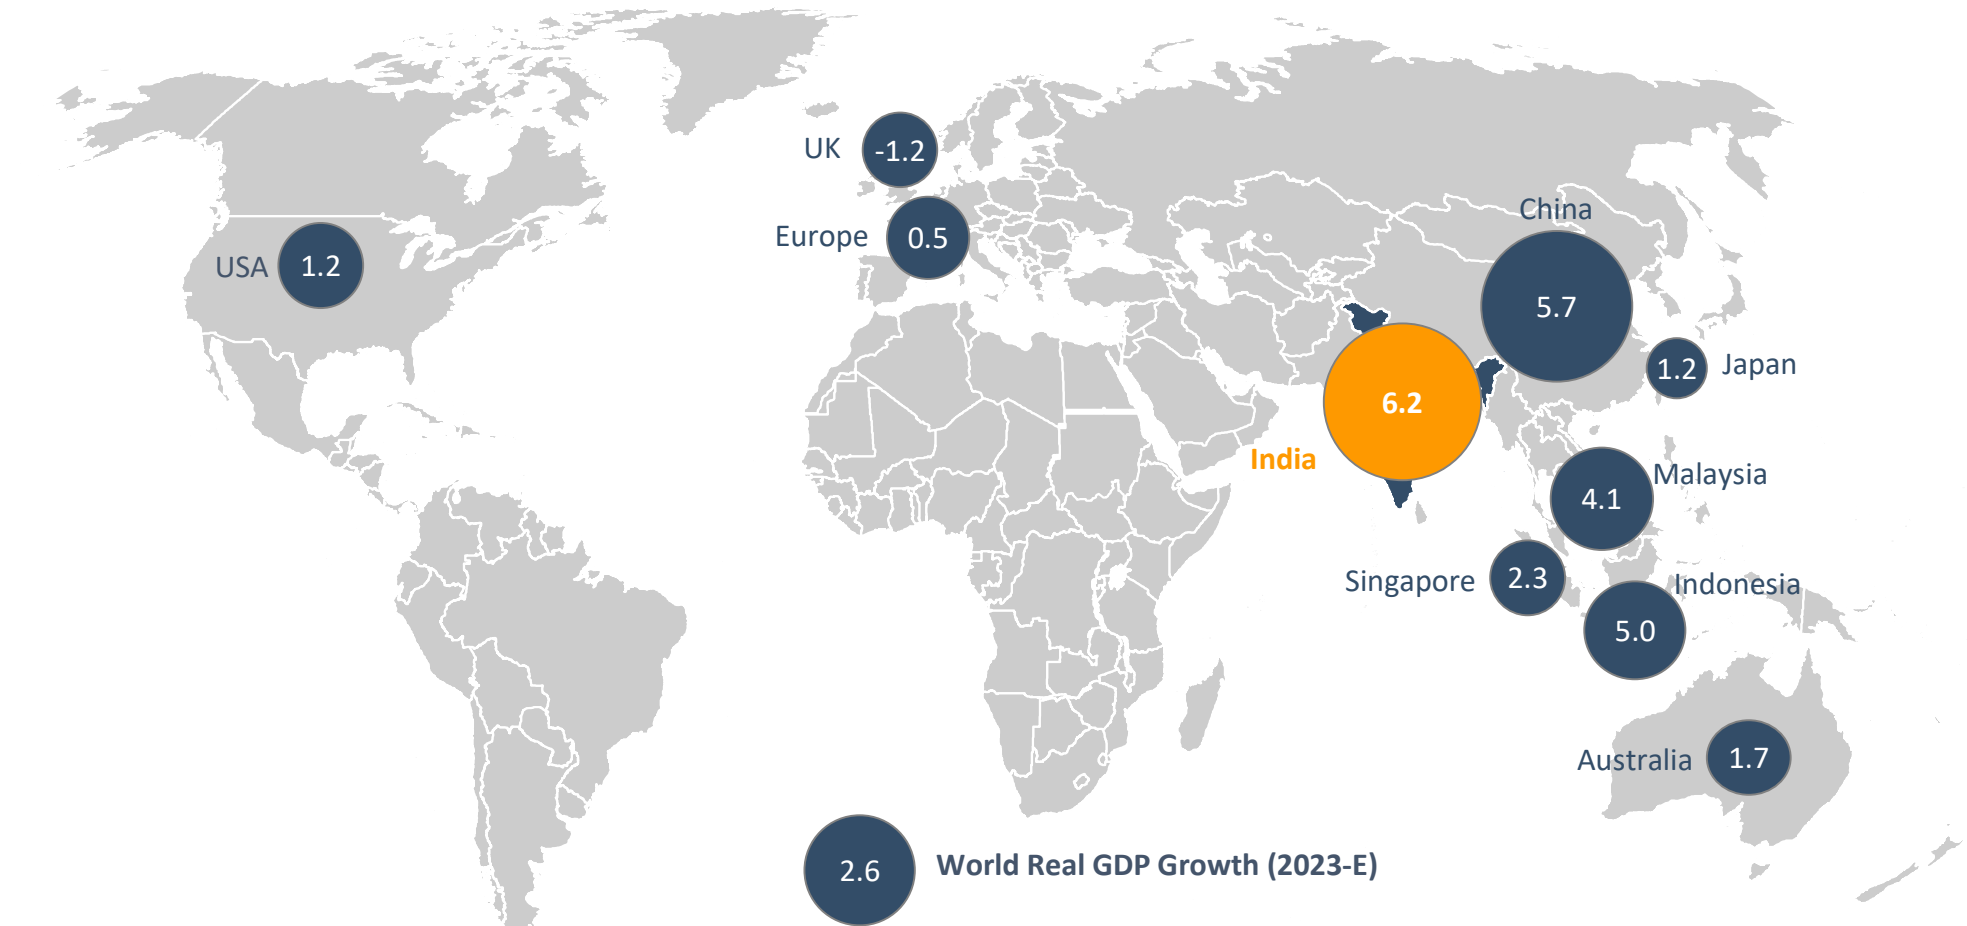 UK
-1.2
Europe
0.5
USA
1.2
China
5.7
6.2
India
1.2
Japan
4.1
Malaysia
Singapore
2.3
Indonesia
5.0
Australia
1.7
2.6
World Real GDP Growth (2023-E)